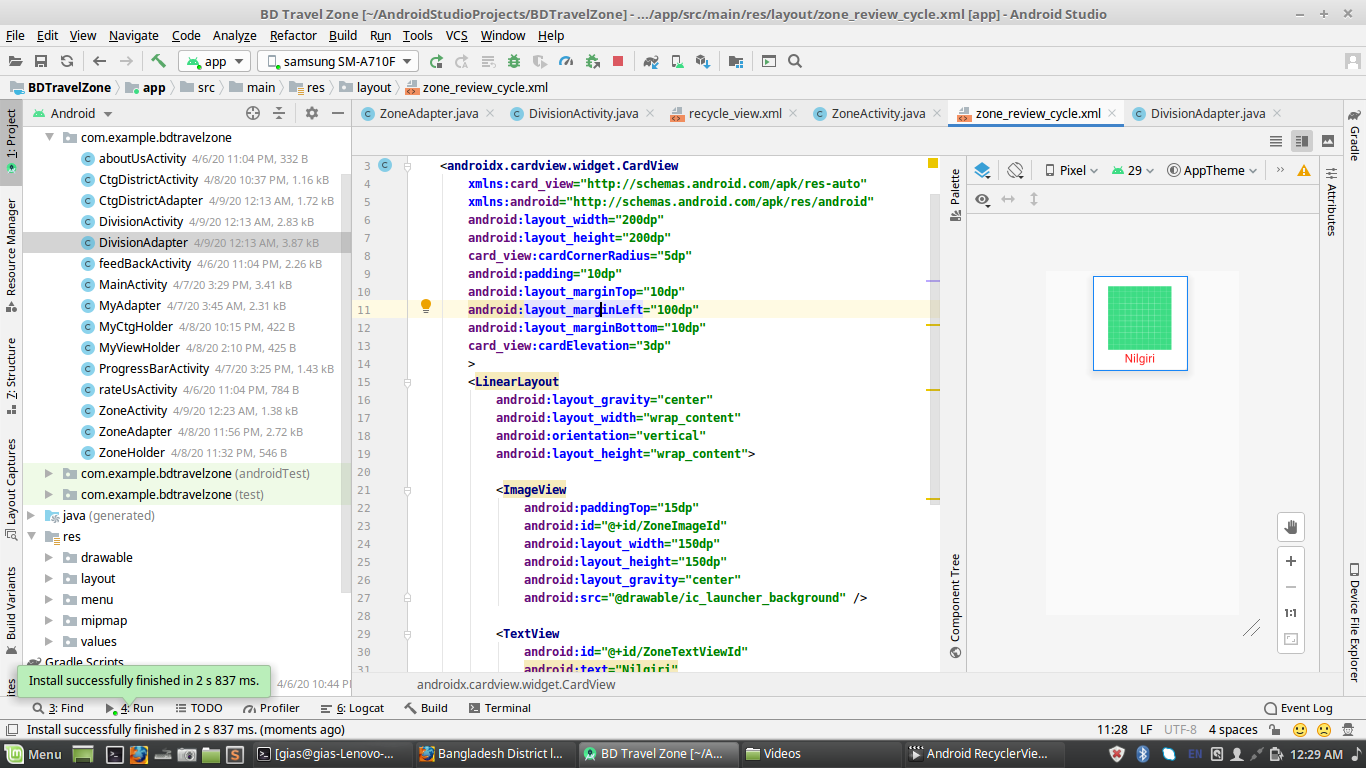 BD Travel Zone [~/AndroidStudioProjects/BDTravelZone] - .../app/src/main/res/layout/zone_review_cycle.xml [app] - Android Studio
File Edit View Navigate Code Analyze Refactor Build Run Tools VCS Window Help
app samsung SM-A710F
BDTravelZone app src main res layout zone_review_cycle.xml
Android
ZoneAdapter.java DivisionActivity.java recycle_view.xml ZoneActivity.java zone_review_cycle.xml DivisionAdapter.java
1: Project
Resource Manager
Z: Structure
Layout Captures
Build Variants
com.example.bdtravelzone
aboutUsActivity 4/6/20 11:04 PM, 332 B
CtgDistrictActivity 4/8/20 10:37 PM, 1.16 kB
CtgDistrictAdapter 4/9/20 12:13 AM, 1.72 kB
DivisionActivity 4/9/20 12:13 AM, 2.83 kB
DivisionAdapter 4/9/20 12:13 AM, 3.87 kB
feedBackActivity 4/6/20 11:04 PM, 2.26 kB
MainActivity 4/7/20 3:29 PM, 3.41 kB
MyAdapter 4/7/20 3:45 AM, 2.31 kB
MyCtgHolder 4/8/20 10:15 PM, 422 B
MyViewHolder 4/8/20 2:10 PM, 425 B
ProgressBarActivity 4/7/20 3:25 PM, 1.43 kB
rateUsActivity 4/6/20 11:04 PM, 784 B
ZoneActivity 4/9/20 12:23 AM, 1.38 kB
ZoneAdapter 4/8/20 11:56 PM, 2.72 kB
ZoneHolder 4/8/20 11:32 PM, 546 B
com.example.bdtravelzone (androidTest)
com.example.bdtravelzone (test)
java (generated)
res
drawable
layout
menu
mipmap
values
Gradle Scripts
4/6/20 10:44 PM
Install successfully finished in 2 s 837 ms.
3 <androidx.cardview.widget.CardView
4 xmlns:card_view="http://schemas.android.com/apk/res-auto"
5 xmlns:android="http://schemas.android.com/apk/res/android"
6 android:layout_width="200dp"
7 android:layout_height="200dp"
8 card_view:cardCornerRadius="5dp"
9 android:padding="10dp"
10 android:layout_marginTop="10dp"
11 android:layout_marginLeft="100dp"
12 android:layout_marginBottom="10dp"
13 card_view:cardElevation="3dp"
14 >
15 <LinearLayout
16 android:layout_gravity="center"
17 android:layout_width="wrap_content"
18 android:orientation="vertical"
19 android:layout_height="wrap_content">
20
21 <ImageView
22 android:paddingTop="15dp"
23 android:id="@+id/ZoneImageId"
24 android:layout_width="150dp"
25 android:layout_height="150dp"
26 android:layout_gravity="center"
27 android:src="@drawable/ic_launcher_background" />
28
29 <TextView
30 android:id="@+id/ZoneTextViewId"
31 android:text="Nilgiri"
androidx.cardview.widget.CardView
Palette
Component Tree
Pixel 29 AppTheme
Nilgiri
1:1
Gradle
Attributes
Device File Explorer
3: Find 4: Run TODO Profiler 6: Logcat Build Terminal Event Log
Install successfully finished in 2 s 837 ms. (moments ago) 11:28 LF UTF-8 4 spaces
Menu [gias@gias-Lenovo-... Bangladesh District l... BD Travel Zone [~/A... Videos Android RecyclerVie... EN 12:29 AM